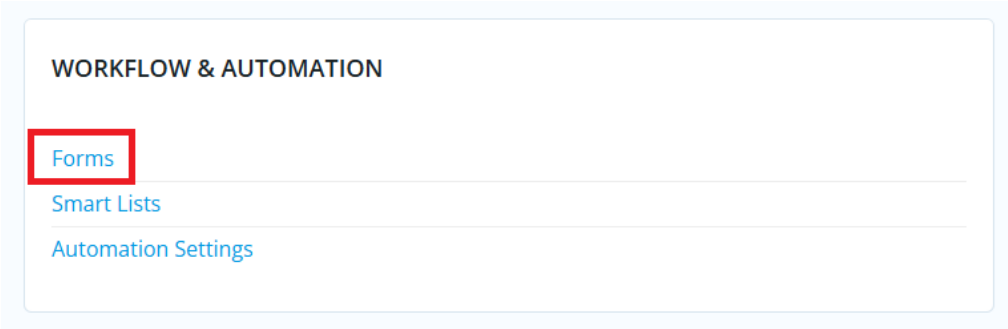 WORKFLOW & AUTOMATION
Forms
Smart Lists
Automation Settings